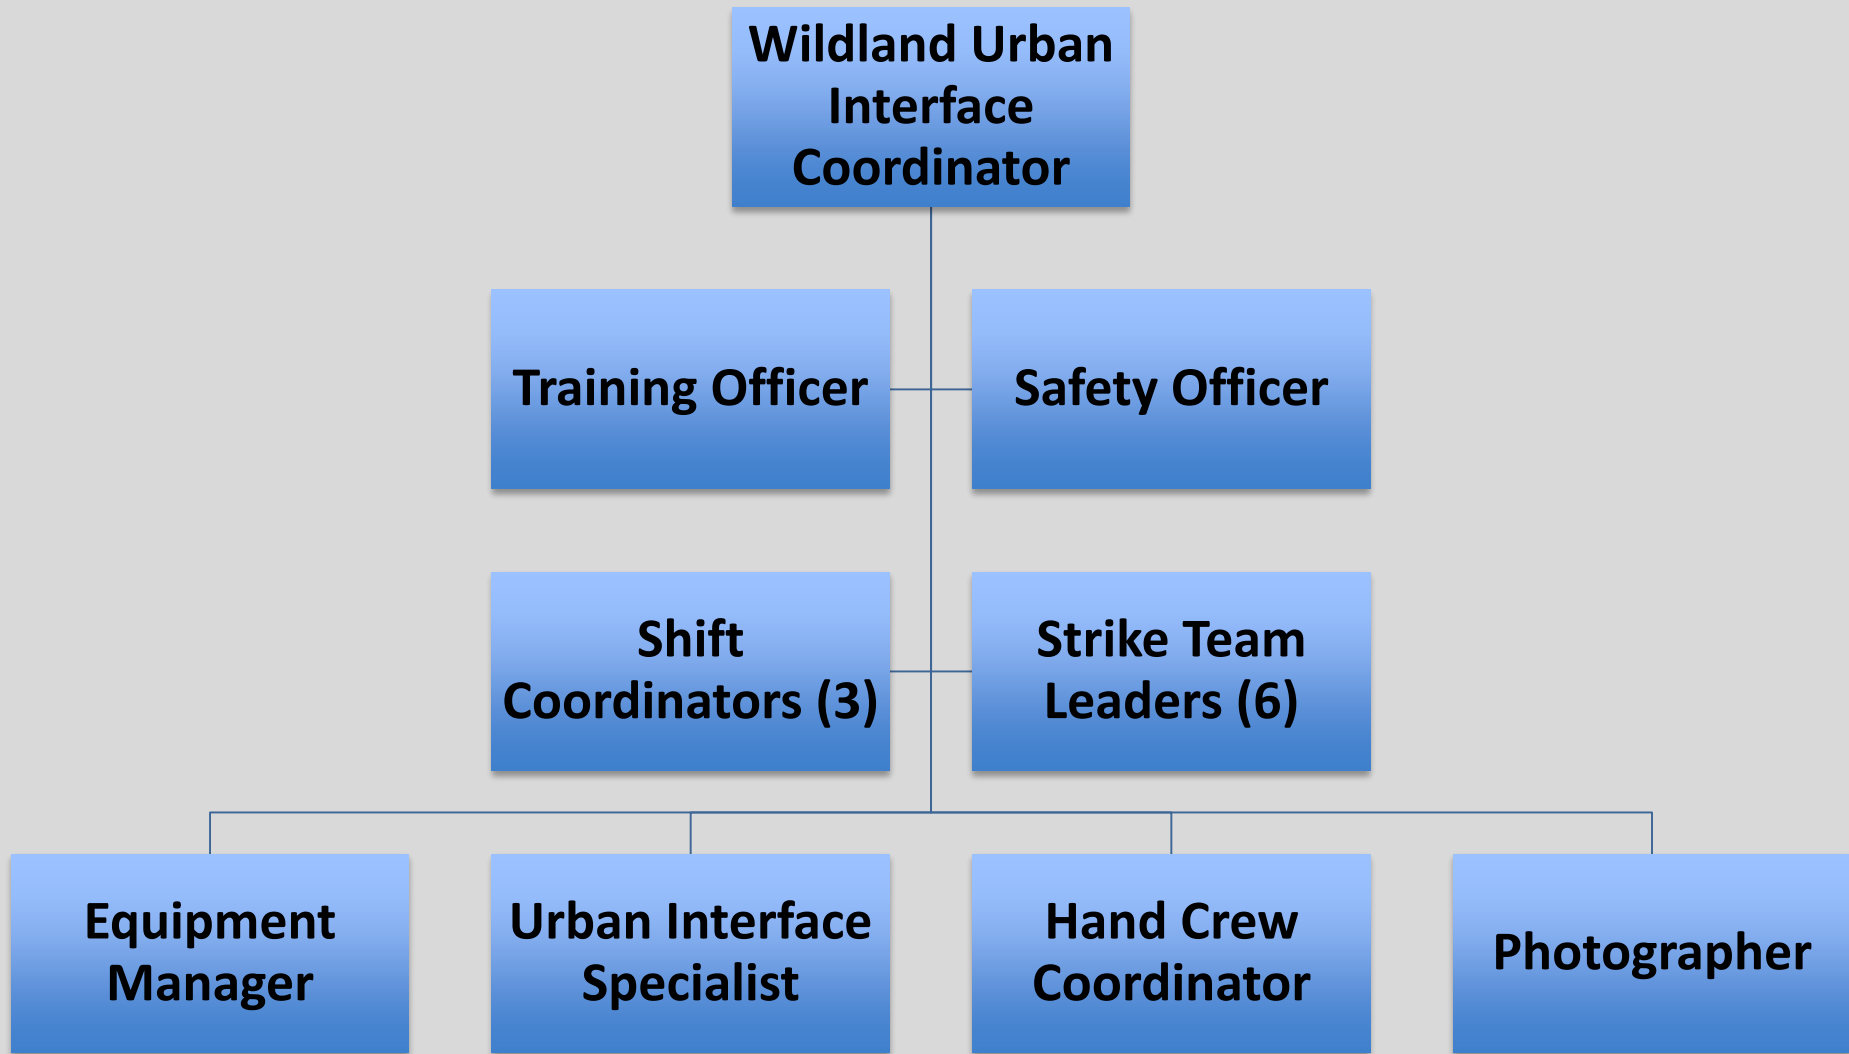 Wildland Urban
Interface
Coordinator
Training Officer
Safety Officer
Shift
Coordinators (3)
Strike Team
Leaders (6)
Equipment
Manager
Urban Interface
Specialist
Hand Crew
Coordinator
Photographer